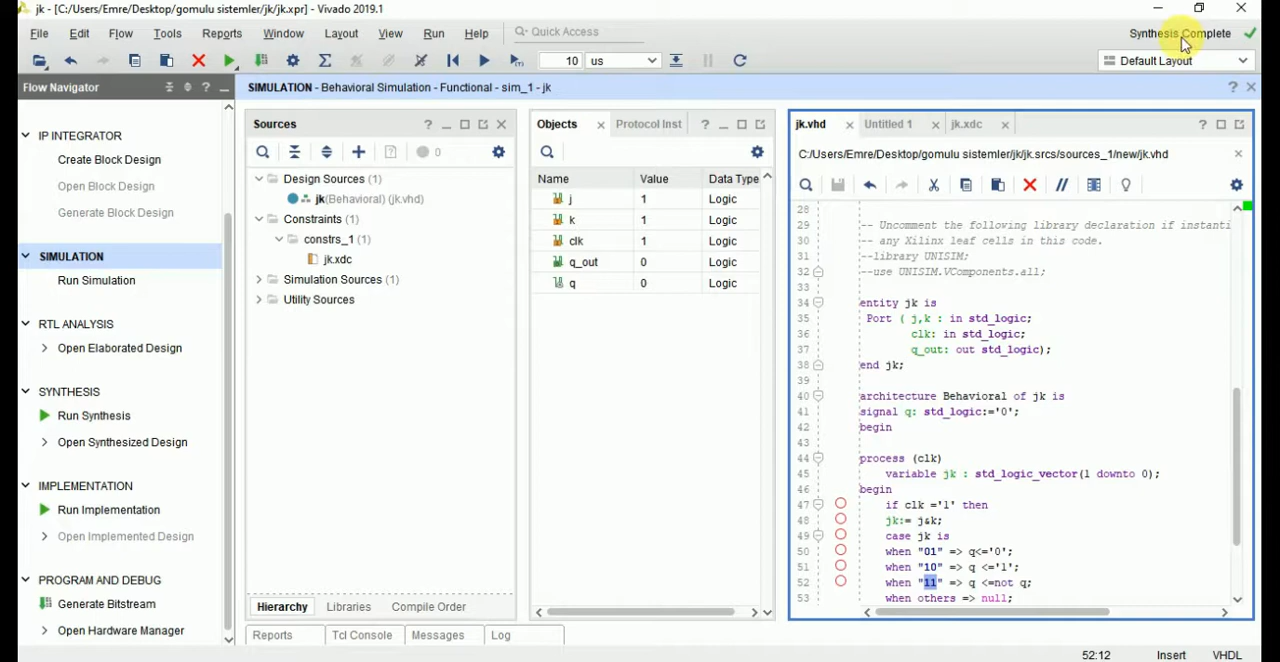 jk - [C:/Users/Emre/Desktop/gomulu sistemler/jk/jk.xpr] - Vivado 2019.1
File Edit Flow Tools Reports Window Layout View Run Help Quick Access
Synthesis Complete
10 us
Default Layout
Flow Navigator
SIMULATION - Behavioral Simulation - Functional - sim_1 - jk
IP INTEGRATOR
Create Block Design
Open Block Design
Generate Block Design
SIMULATION
Run Simulation
RTL ANALYSIS
Open Elaborated Design
SYNTHESIS
Run Synthesis
Open Synthesized Design
IMPLEMENTATION
Run Implementation
Open Implemented Design
PROGRAM AND DEBUG
Generate Bitstream
Open Hardware Manager
Sources
0
Design Sources (1)
jk(Behavioral) (jk.vhd)
Constraints (1)
constrs_1 (1)
jk.xdc
Simulation Sources (1)
Utility Sources
Hierarchy Libraries Compile Order
Objects Protocol Inst
Name Value Data Type
j 1 Logic
k 1 Logic
clk 1 Logic
q_out 0 Logic
q 0 Logic
jk.vhd Untitled 1 jk.xdc
C:/Users/Emre/Desktop/gomulu sistemler/jk/jk.srcs/sources_1/new/jk.vhd
28
29 -- Uncomment the following library declaration if instanti
30 -- any Xilinx leaf cells in this code.
31 --library UNISIM;
32 --use UNISIM.VComponents.all;
33
34 entity jk is
35 Port ( j,k : in std_logic;
36 clk: in std_logic;
37 q_out: out std_logic);
38 end jk;
39
40 architecture Behavioral of jk is
41 signal q: std_logic:='0';
42 begin
43
44 process (clk)
45 variable jk : std_logic_vector(1 downto 0);
46 begin
47 if clk ='1' then
48 jk:= j&k;
49 case jk is
50 when "01" => q<='0';
51 when "10" => q <='1';
52 when "11" => q <=not q;
53 when others => null;
Reports Tcl Console Messages Log
52:12 Insert VHDL